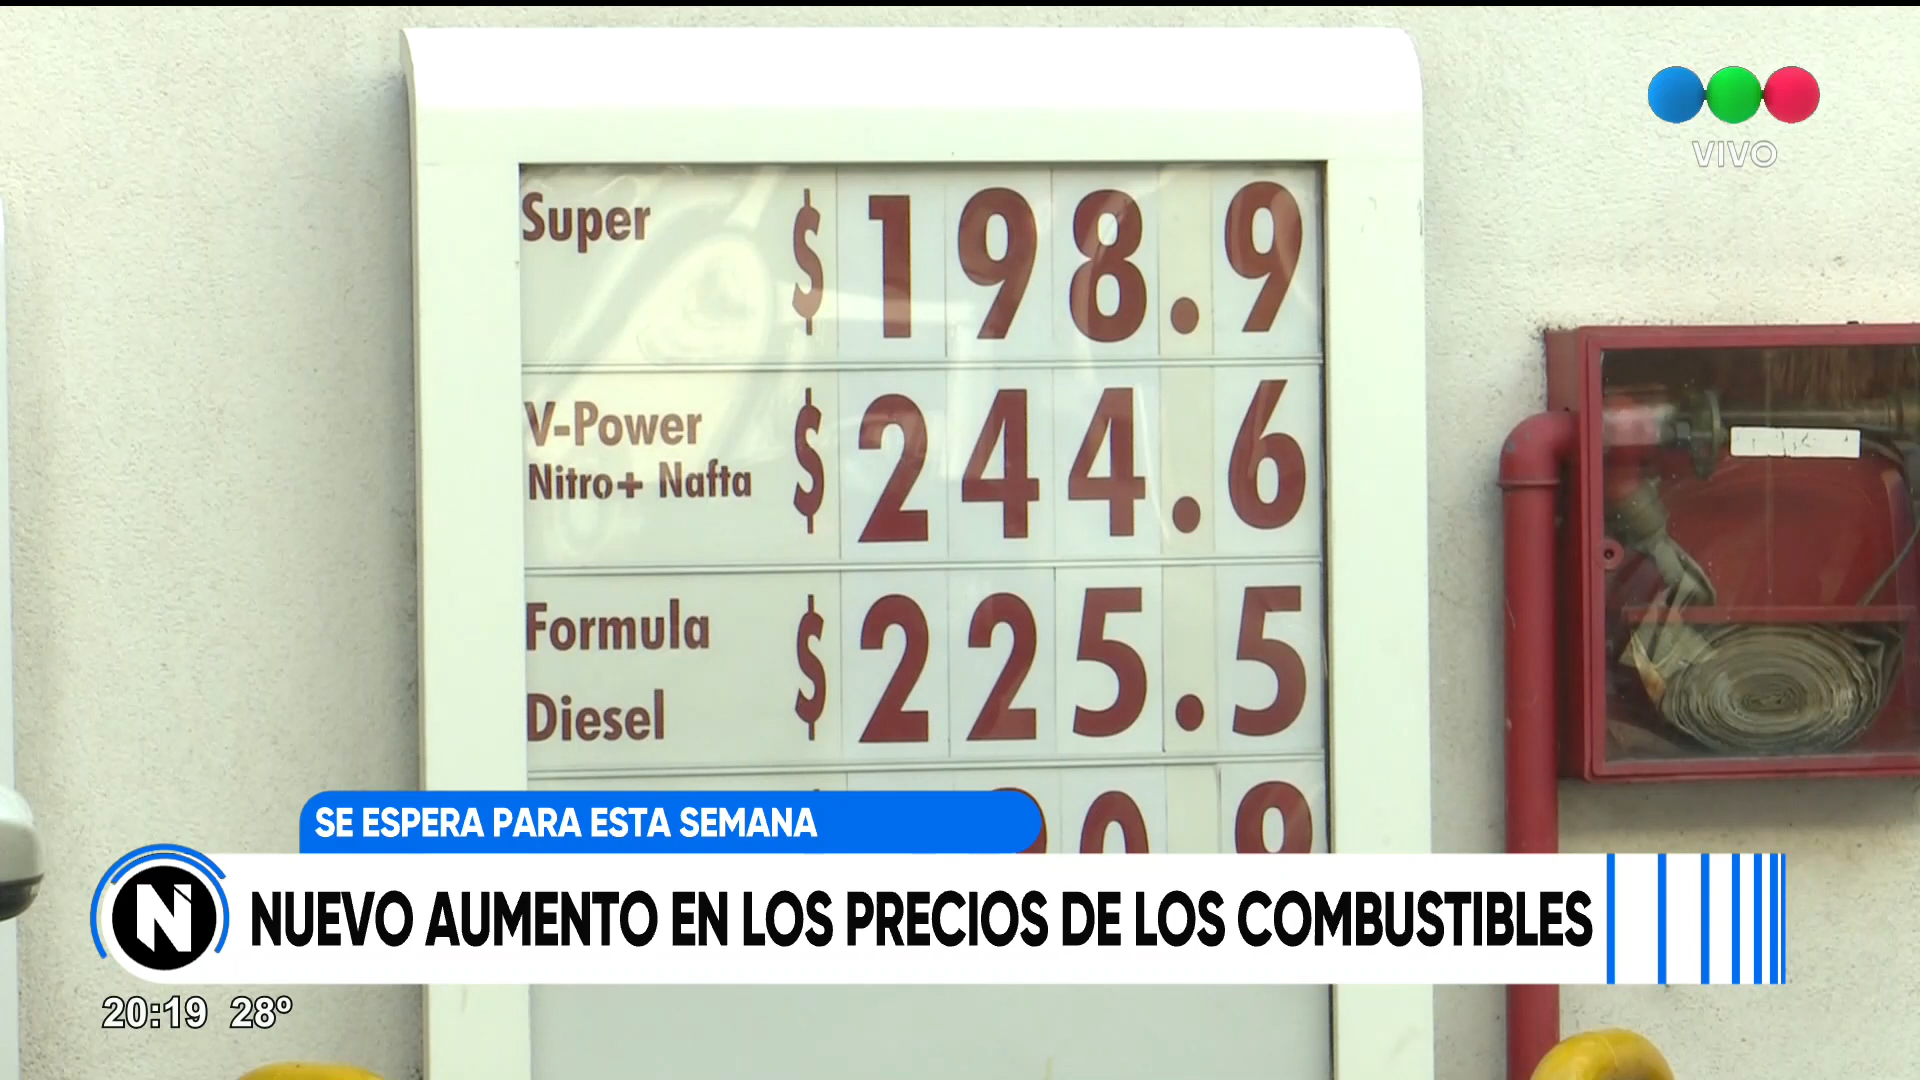 VIVO
Super $ 198.9
V-Power
Nitro+ Nafta $ 244.6
Formula
Diesel $ 225.5
SE ESPERA PARA ESTA SEMANA
N NUEVO AUMENTO EN LOS PRECIOS DE LOS COMBUSTIBLES
20:19 28º